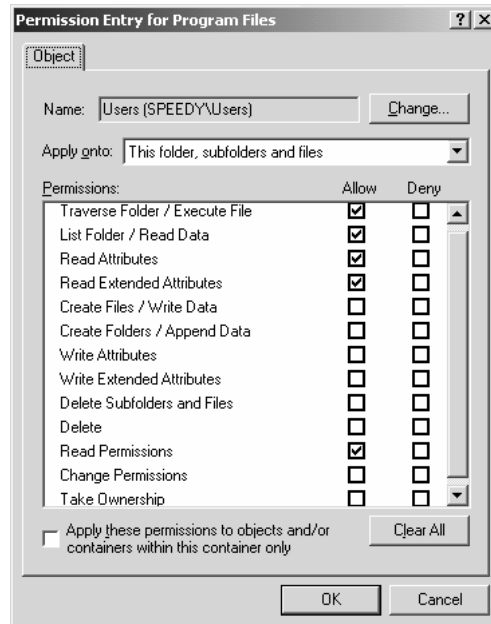 Permission Entry for Program Files
Object
Name: Users (SPEEDY\Users) Change...
Apply onto: This folder, subfolders and files
Permissions: Allow Deny
Traverse Folder / Execute File
List Folder / Read Data
Read Attributes
Read Extended Attributes
Create Files / Write Data
Create Folders / Append Data
Write Attributes
Write Extended Attributes
Delete Subfolders and Files
Delete
Read Permissions
Change Permissions
Take Ownership
Apply these permissions to objects and/or
containers within this container only
Clear All
OK Cancel